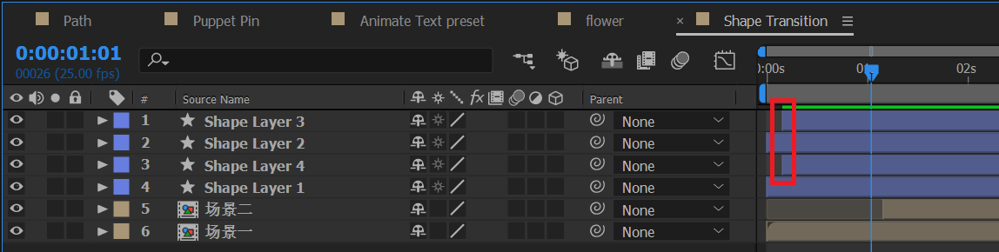 Path Puppet Pin Animate Text preset flower × Shape Transition
0:00:01:01
00026 (25.00 fps)
:00s 02s
# Source Name fx Parent
1 Shape Layer 3 None
2 Shape Layer 2 None
3 Shape Layer 4 None
4 Shape Layer 1 None
5 场景二 None
6 场景一 None